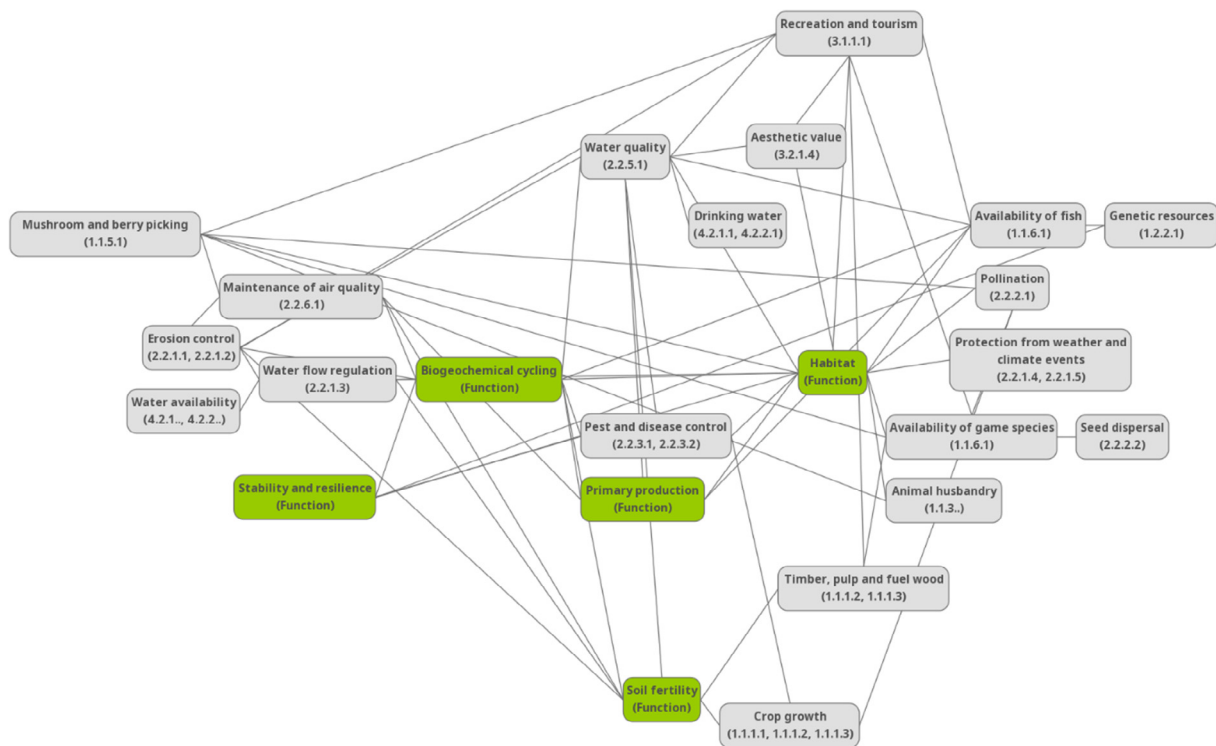 Recreation and tourism
(3.1.1.1)
Water quality
(2.2.5.1)
Aesthetic value
(3.2.1.4)
Mushroom and berry picking
(1.1.5.1)
Drinking water
(4.2.1.1, 4.2.2.1)
Availability of fish
(1.1.6.1)
Genetic resources
(1.2.2.1)
Maintenance of air quality
(2.2.6.1)
Pollination
(2.2.2.1)
Erosion control
(2.2.1.1, 2.2.1.2)
Protection from weather and
climate events
(2.2.1.4, 2.2.1.5)
Water flow regulation
(2.2.1.3)
Biogeochemical cycling
(Function)
Habitat
(Function)
Water availability
(4.2.1.., 4.2.2..)
Pest and disease control
(2.2.3.1, 2.2.3.2)
Availability of game species
(1.1.6.1)
Seed dispersal
(2.2.2.2)
Stability and resilience
(Function)
Primary production
(Function)
Animal husbandry
(1.1.3..)
Timber, pulp and fuel wood
(1.1.1.2, 1.1.1.3)
Soil fertility
(Function)
Crop growth
(1.1.1.1, 1.1.1.2, 1.1.1.3)